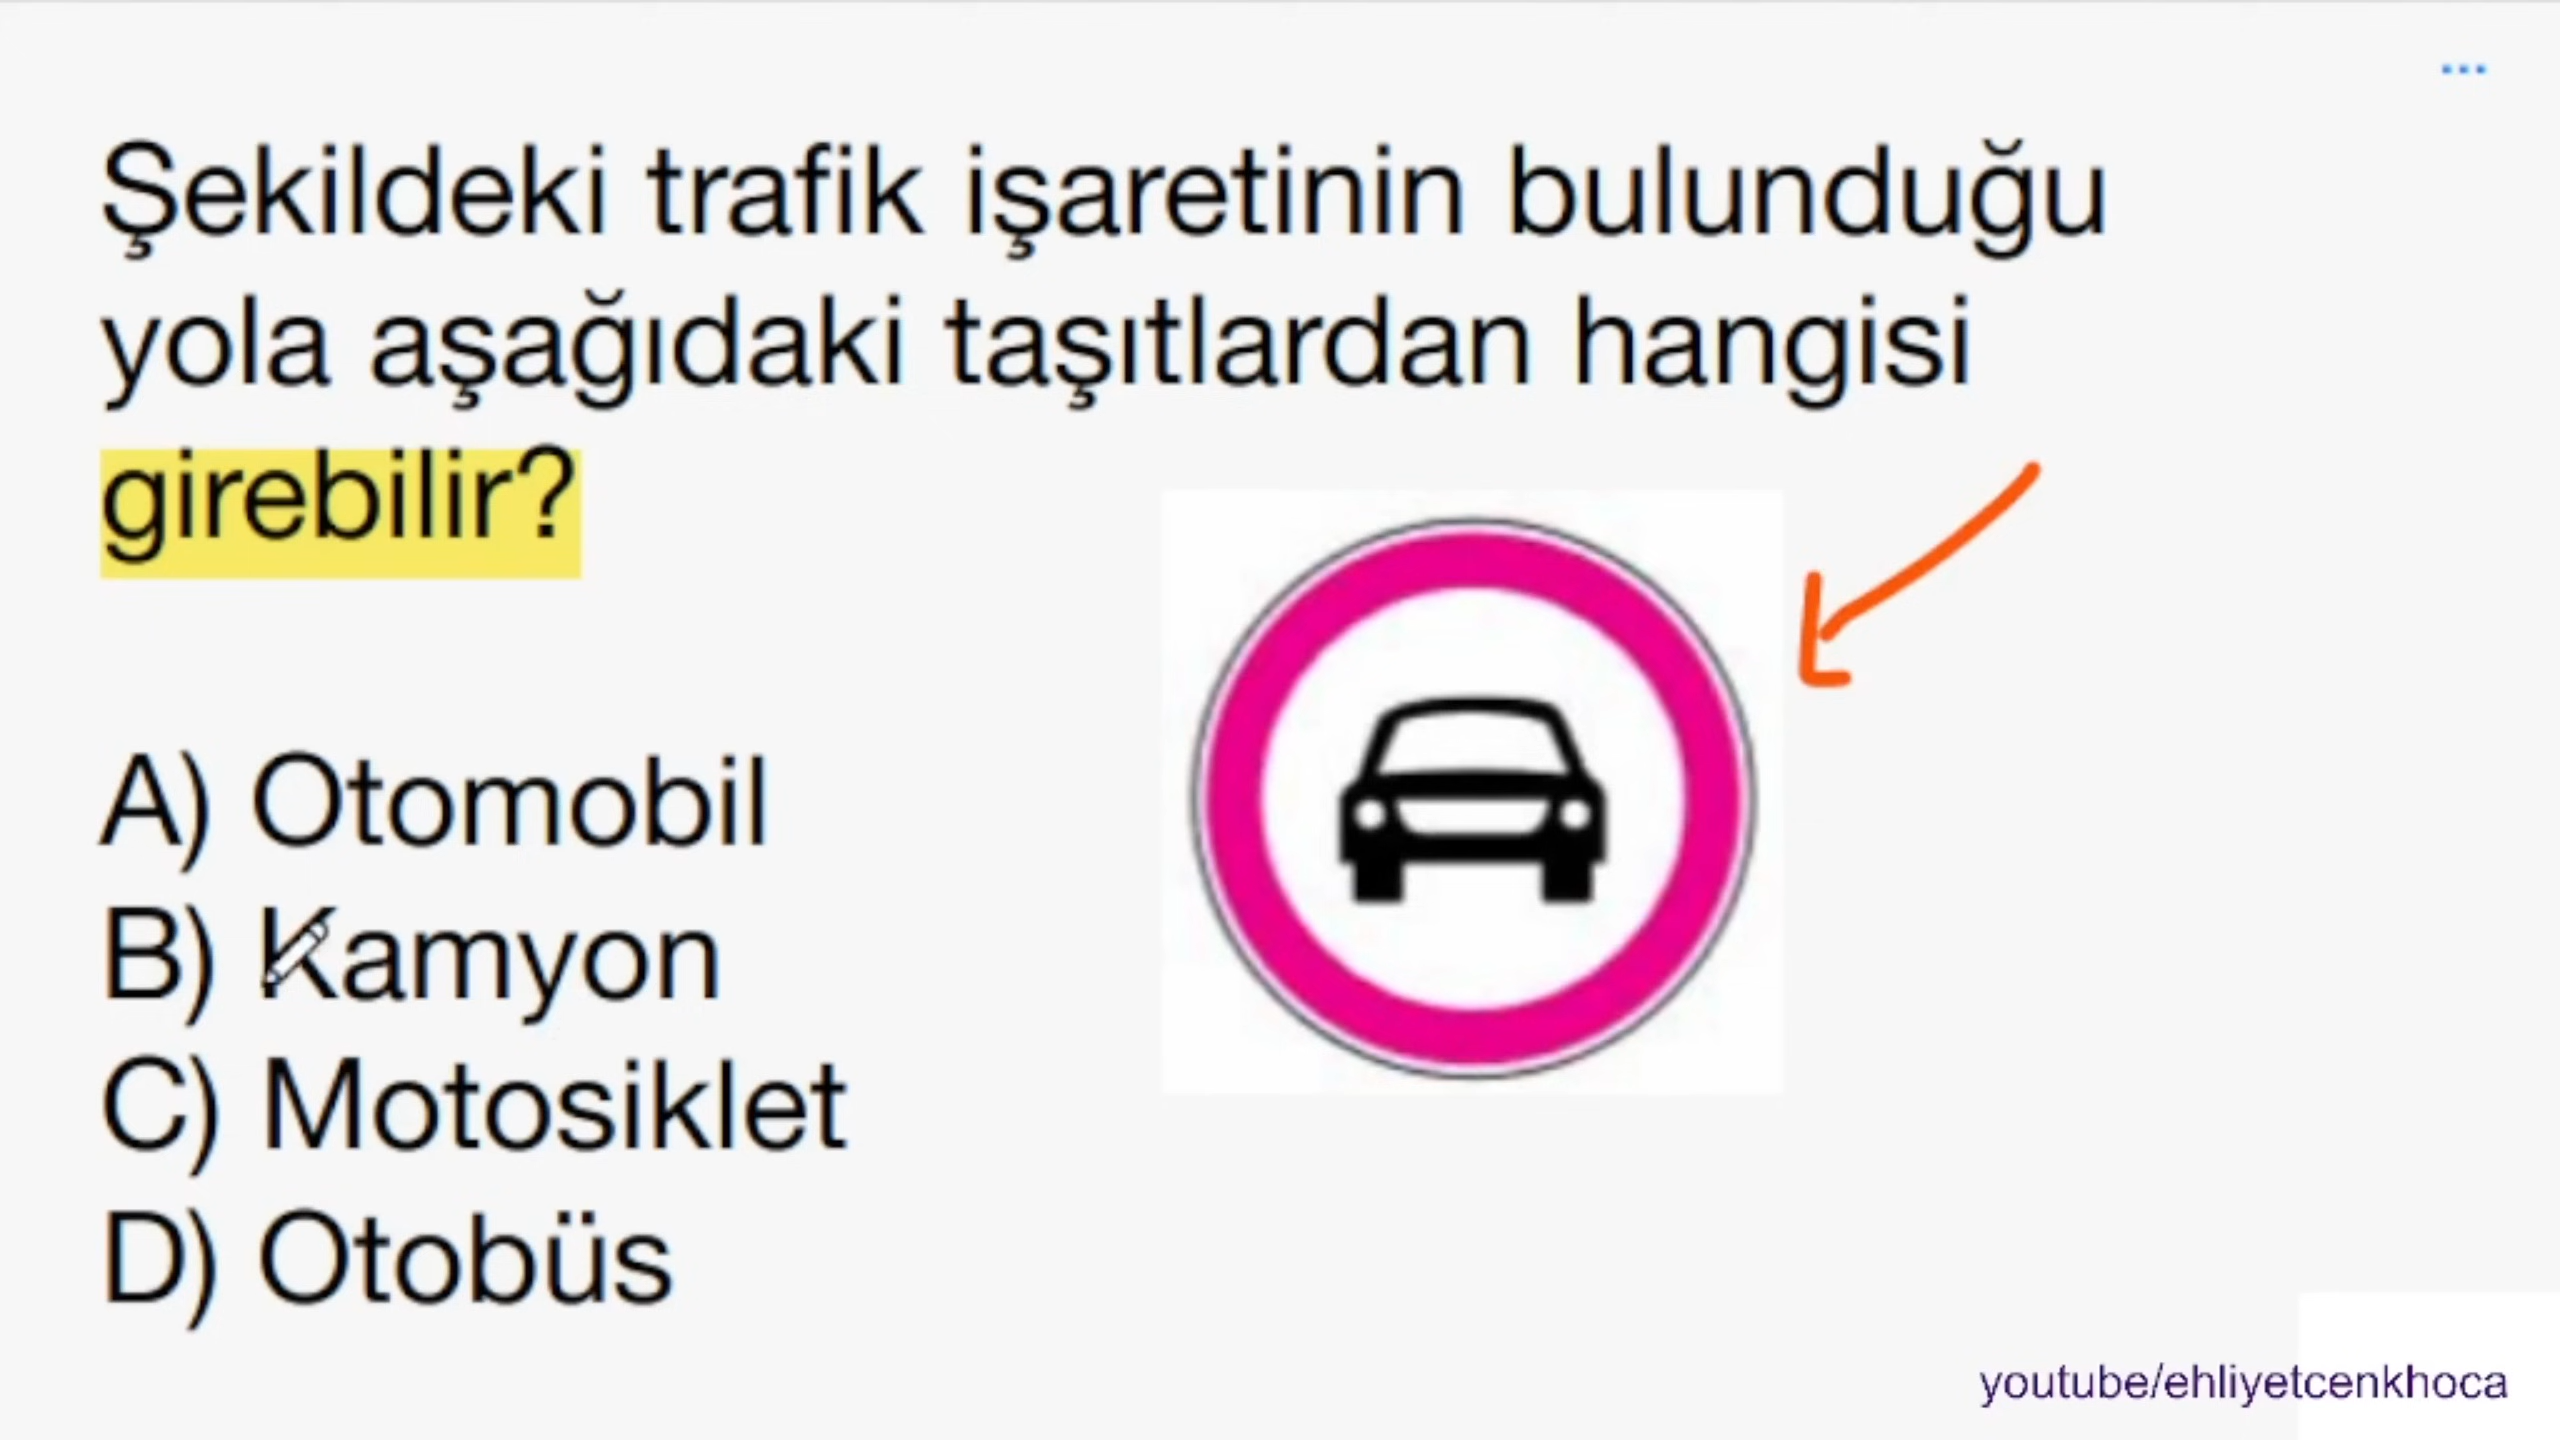 Şekildeki trafik işaretinin bulunduğu
yola aşağıdaki taşıtlardan hangisi
girebilir?
A) Otomobil
B) Kamyon
C) Motosiklet
D) Otobüs
youtube/ehliyetcenkhoca